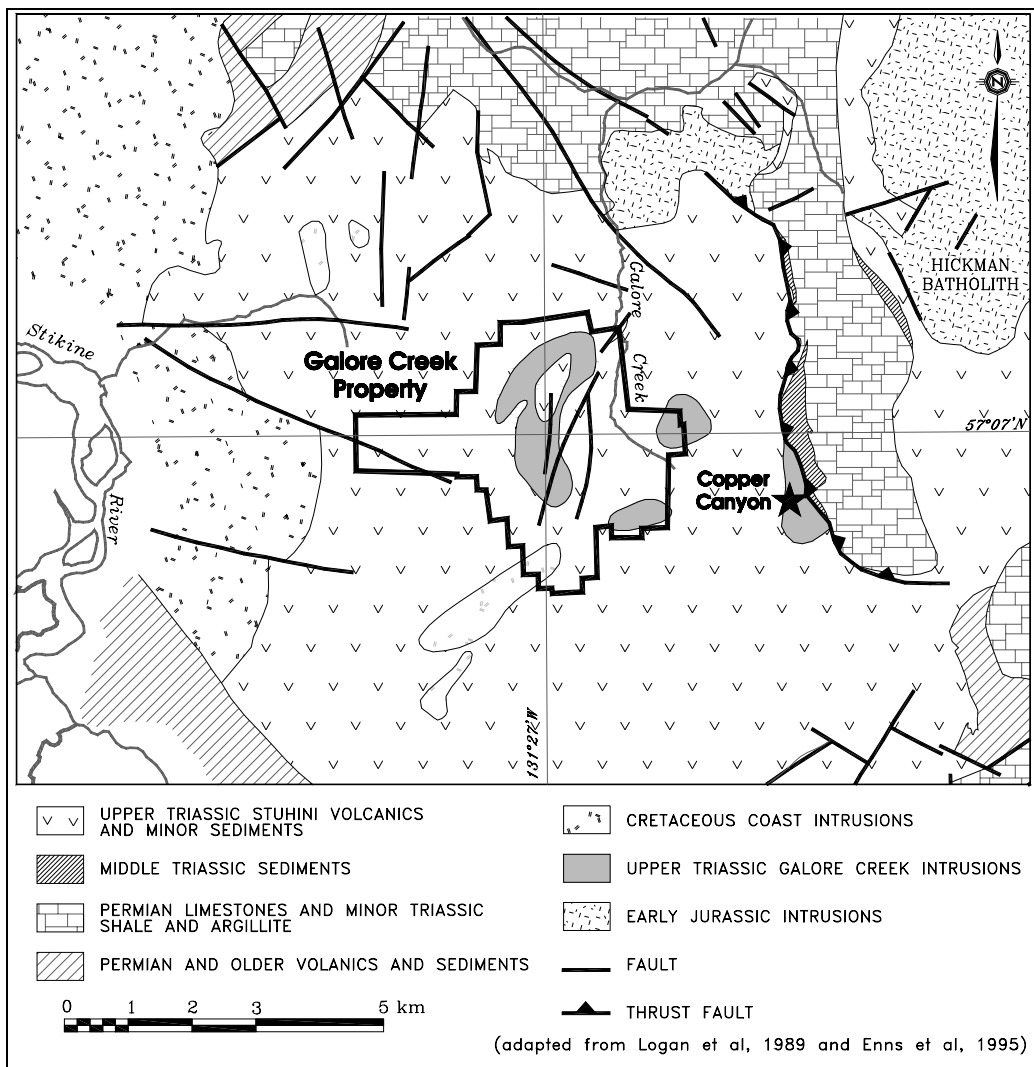 N
HICKMAN
BATHOLITH
Galore
Creek
Stikine
River
Galore Creek
Property
57°07'N
Copper
Canyon
131°27'W
UPPER TRIASSIC STUHINI VOLCANICS
AND MINOR SEDIMENTS
MIDDLE TRIASSIC SEDIMENTS
PERMIAN LIMESTONES AND MINOR TRIASSIC
SHALE AND ARGILLITE
PERMIAN AND OLDER VOLANICS AND SEDIMENTS
CRETACEOUS COAST INTRUSIONS
UPPER TRIASSIC GALORE CREEK INTRUSIONS
EARLY JURASSIC INTRUSIONS
FAULT
THRUST FAULT
0 1 2 3 5 km
(adapted from Logan et al, 1989 and Enns et al, 1995)